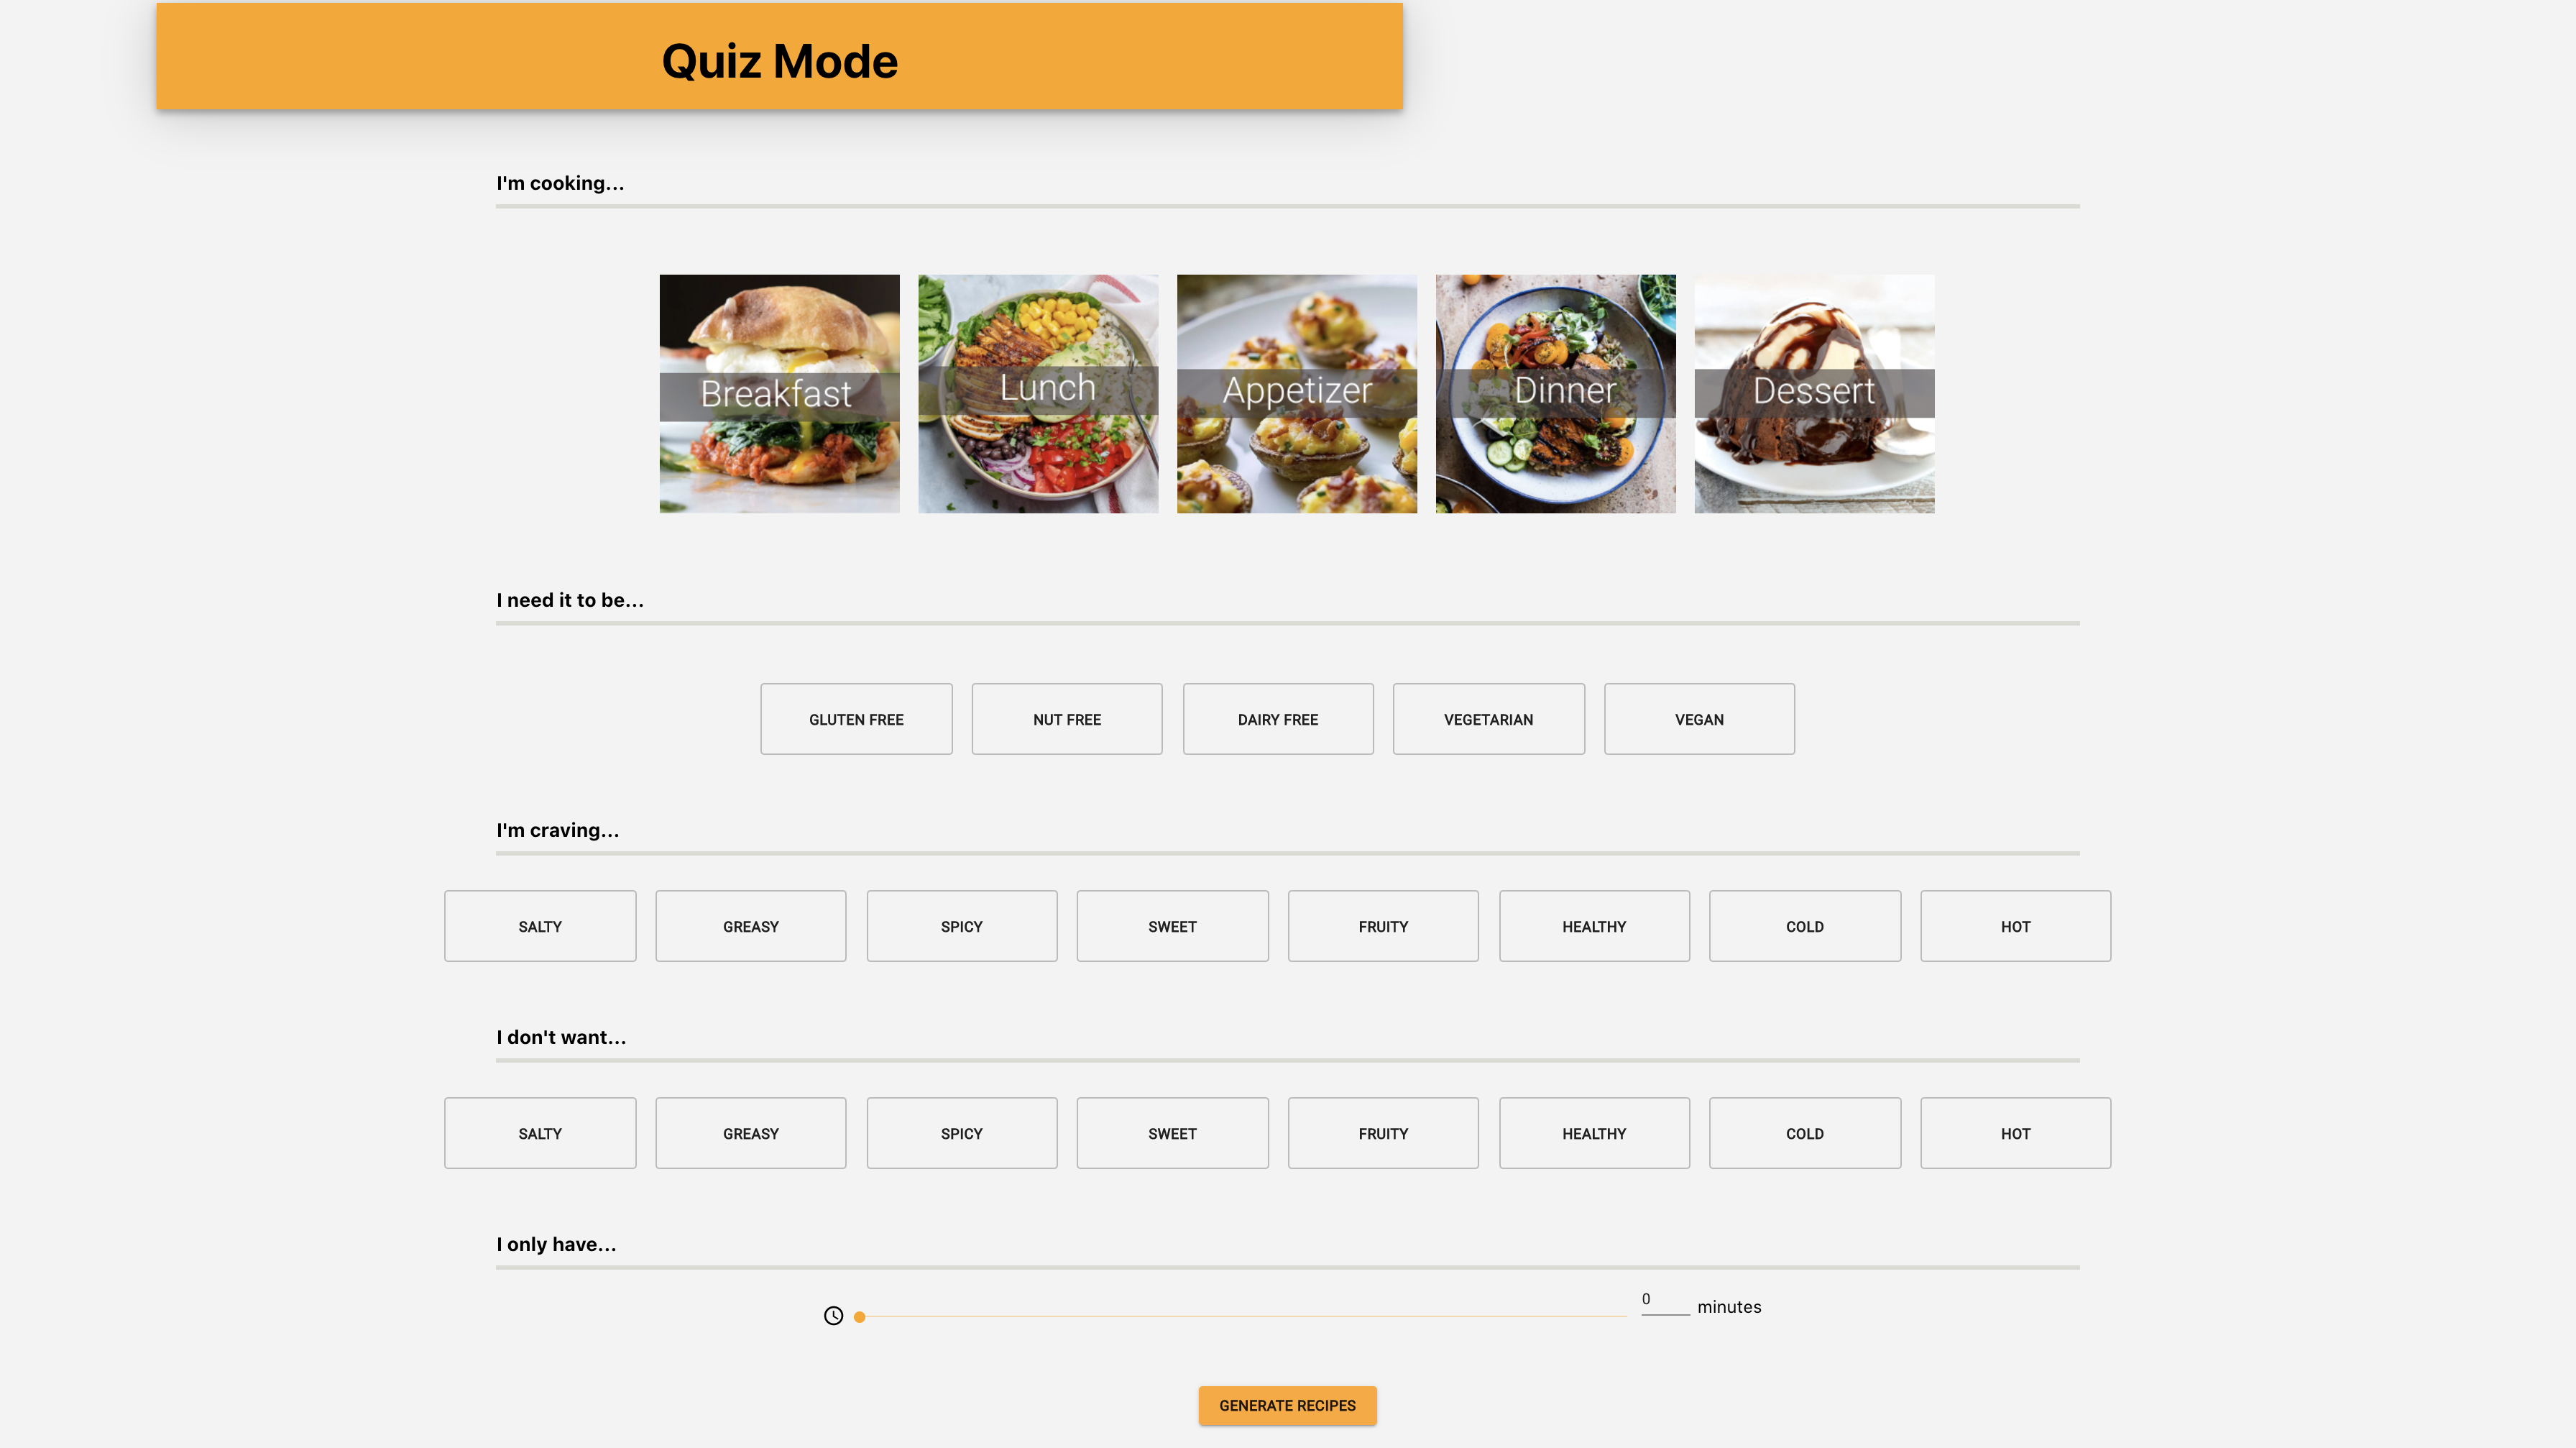 Quiz Mode
I'm cooking...
Breakfast Lunch Appetizer Dinner Dessert
I need it to be...
GLUTEN FREE NUT FREE DAIRY FREE VEGETARIAN VEGAN
I'm craving...
SALTY GREASY SPICY SWEET FRUITY HEALTHY COLD HOT
I don't want...
SALTY GREASY SPICY SWEET FRUITY HEALTHY COLD HOT
I only have...
0 minutes
GENERATE RECIPES